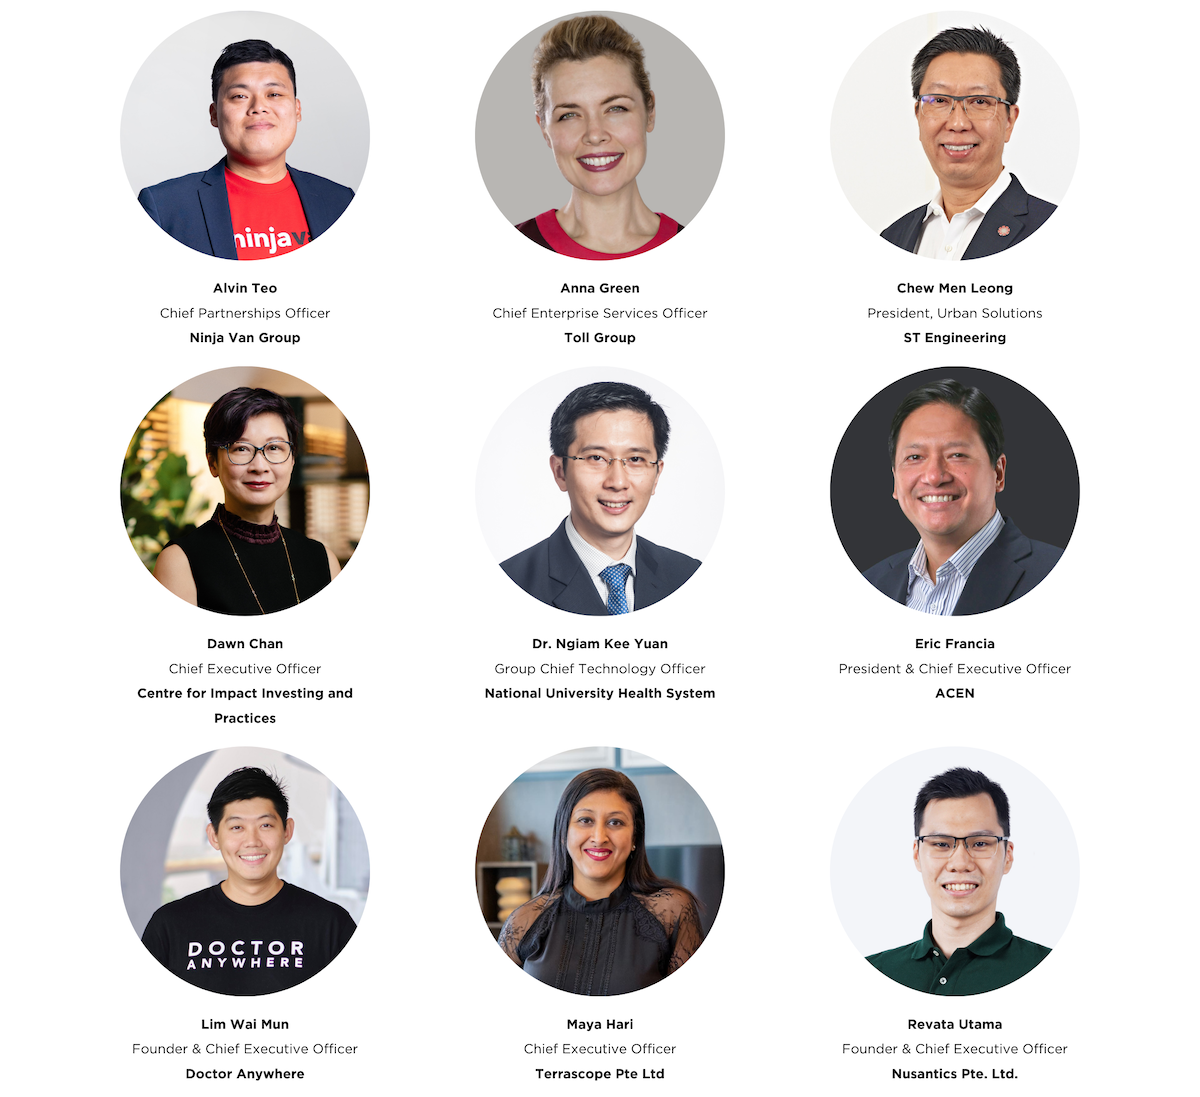 ninjav
Alvin Teo
Chief Partnerships Officer
Ninja Van Group
Anna Green
Chief Enterprise Services Officer
Toll Group
Chew Men Leong
President, Urban Solutions
ST Engineering
Dawn Chan
Chief Executive Officer
Centre for Impact Investing and
Practices
Dr. Ngiam Kee Yuan
Group Chief Technology Officer
National University Health System
Eric Francia
President & Chief Executive Officer
ACEN
DOCTOR
ANYWHERE
Lim Wai Mun
Founder & Chief Executive Officer
Doctor Anywhere
Maya Hari
Chief Executive Officer
Terrascope Pte Ltd
Revata Utama
Founder & Chief Executive Officer
Nusantics Pte. Ltd.